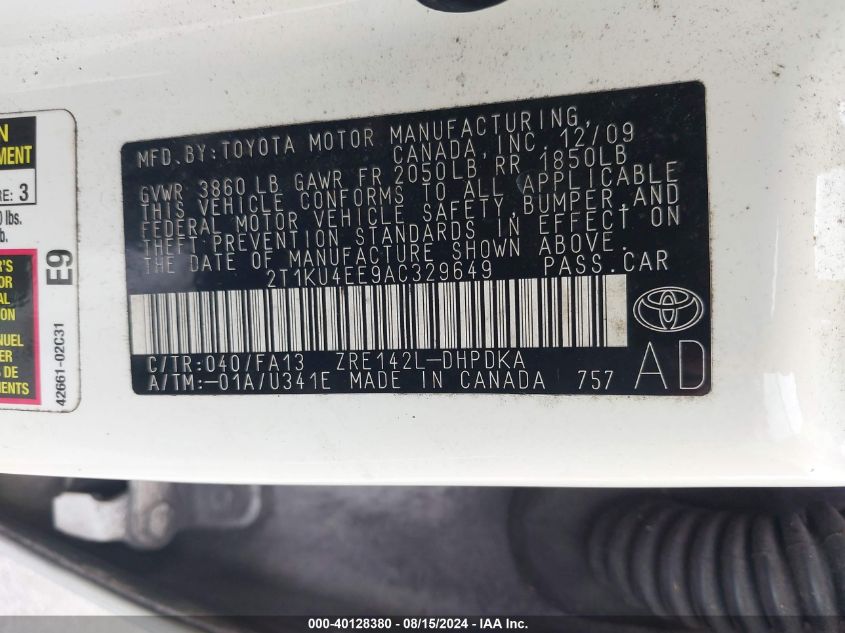 MFD.BY:TOYOTA MOTOR MANUFACTURING,
CANADA, INC. 12/09
GVWR 3860 LB GAWR FR 2050LB RR 1850LB
THIS VEHICLE CONFORMS TO ALL APPLICABLE
FEDERAL MOTOR VEHICLE SAFETY,BUMPER,AND
THEFT PREVENTION STANDARDS IN EFFECT ON
THE DATE OF MANUFACTURE SHOWN ABOVE.
2T1KU4EE9AC329649 PASS.CAR
C/TR:040/FA13 ZRE142L-DHPDKA
A/TM:-01A/U341E MADE IN CANADA 757
AD
RE: 3
lbs.
b.
E9
42661-02C31
000-40128380 - 08/15/2024 - IAA Inc.